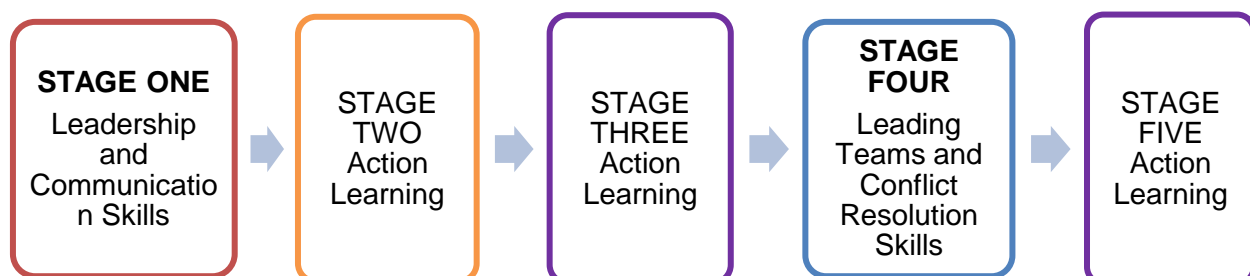 STAGE ONE
Leadership
and
Communicatio
n Skills
STAGE
TWO
Action
Learning
STAGE
THREE
Action
Learning
STAGE
FOUR
Leading
Teams and
Conflict
Resolution
Skills
STAGE
FIVE
Action
Learning